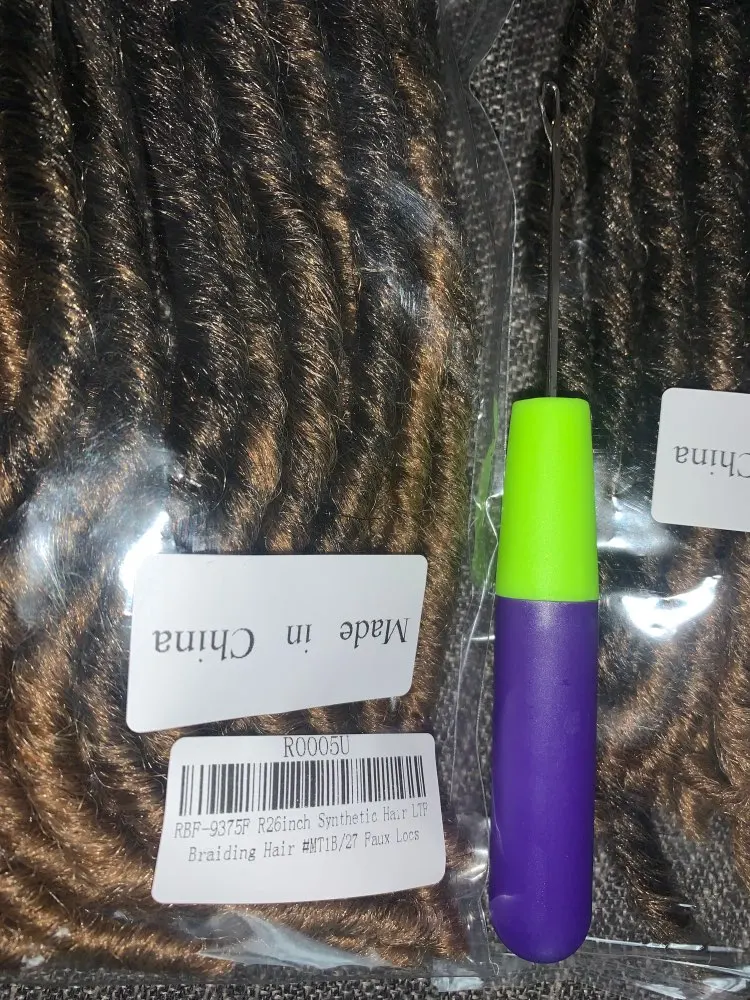 Made in China
China
R0005U
RBF-9375F R26inch Synthetic Hair LTP
Braiding Hair #MT1B/27 Faux Locs